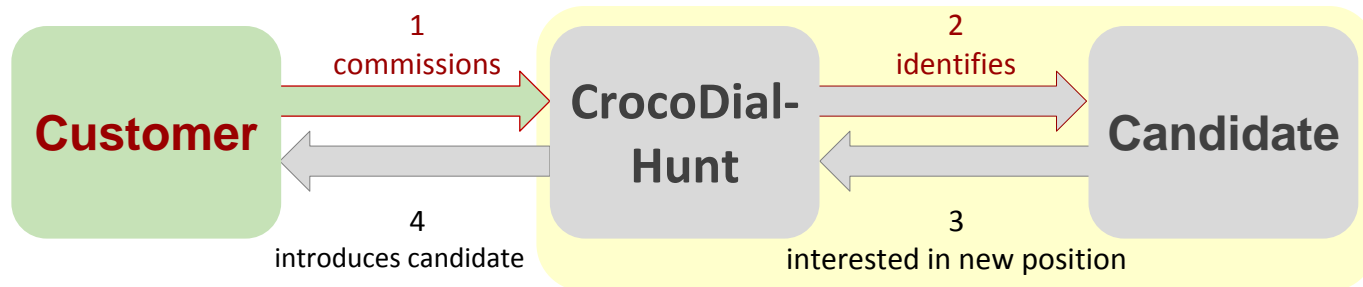 1
commissions
2
identifies
Customer
CrocoDial-
Hunt
Candidate
4
introduces candidate
3
interested in new position